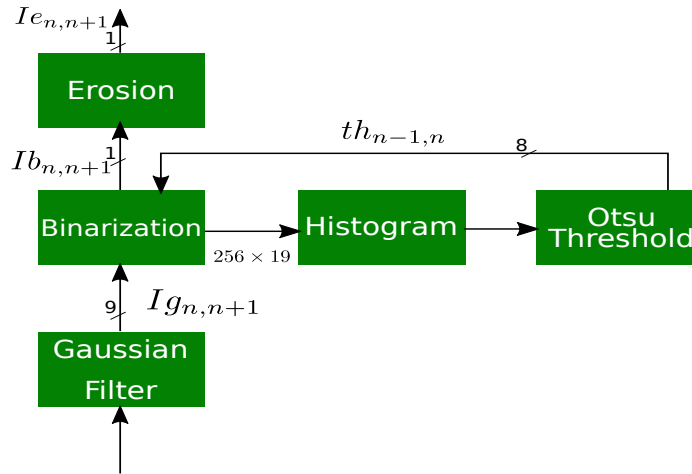 Ie_{n,n+1}
1
Erosion
th_{n-1,n}
8
Ib_{n,n+1}
1
Binarization
Histogram
Otsu
Threshold
256 × 19
9
Ig_{n,n+1}
Gaussian
Filter